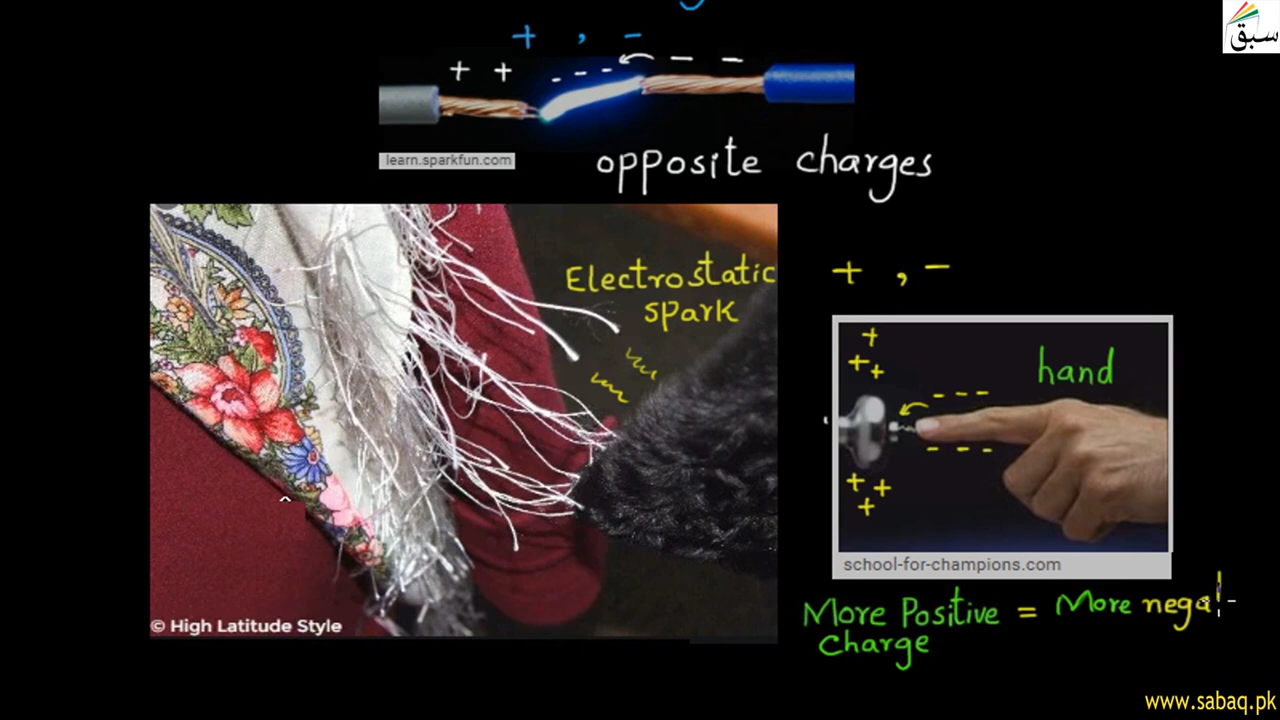 سبق
+ , -
+ + - - - - -
learn.sparkfun.com
opposite charges
Electrostatic
spark
+ , -
+
+ +
hand
- - -
- - -
+ +
+
school-for-champions.com
More Positive = More nega
Charge
© High Latitude Style
www.sabaq.pk